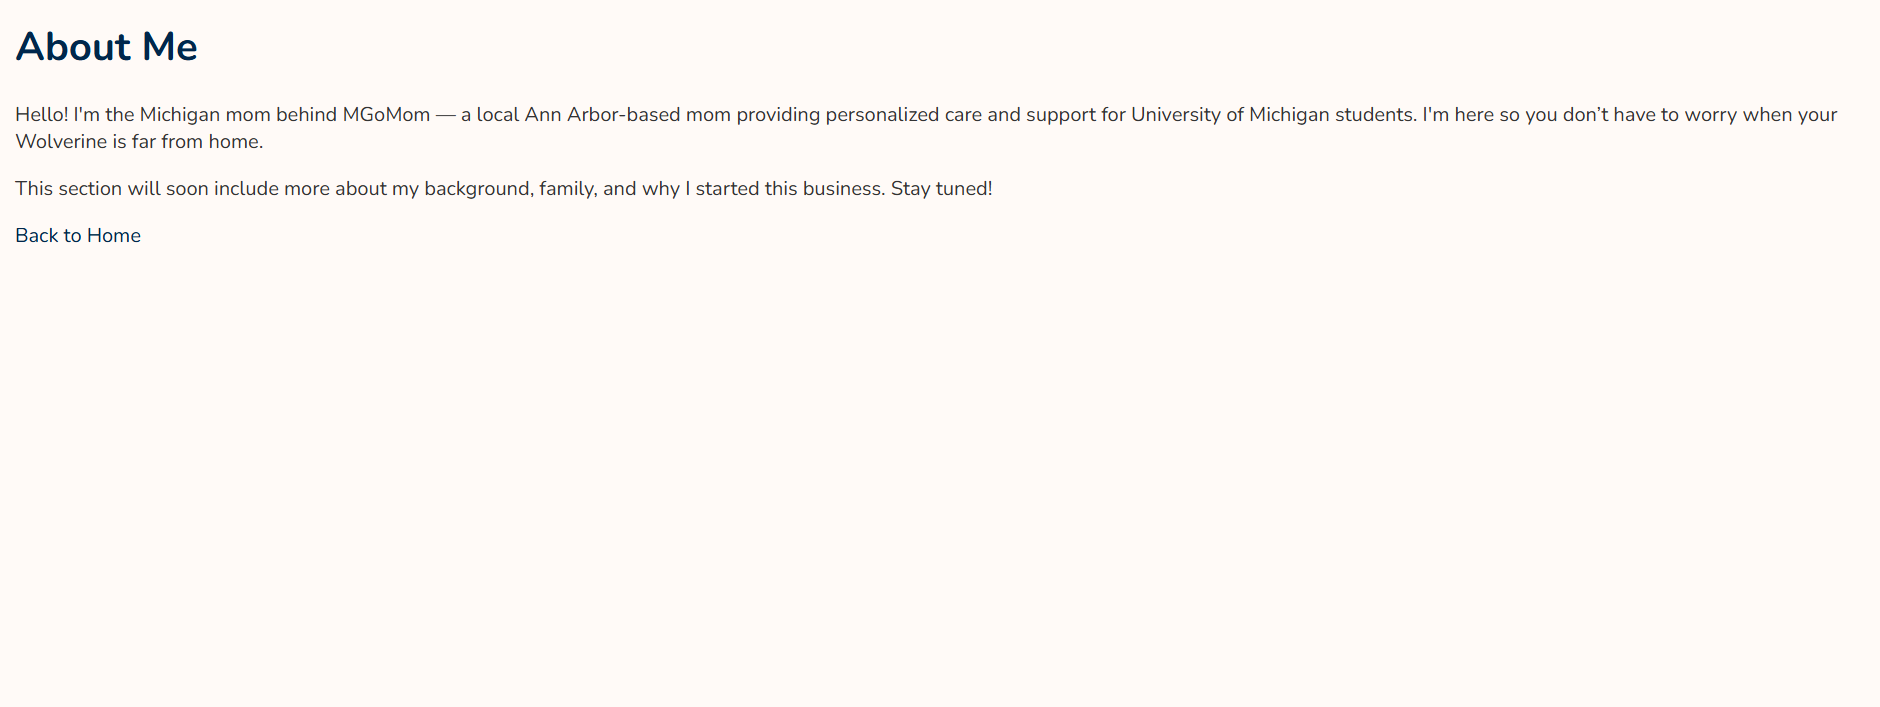 About Me
Hello! I'm the Michigan mom behind MGoMom — a local Ann Arbor-based mom providing personalized care and support for University of Michigan students. I'm here so you don’t have to worry when your
Wolverine is far from home.
This section will soon include more about my background, family, and why I started this business. Stay tuned!
Back to Home